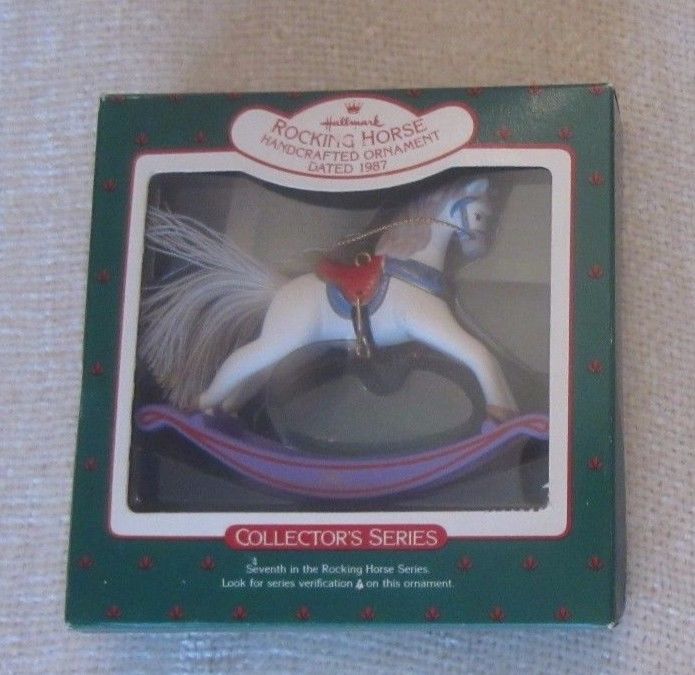 Hallmark
ROCKING HORSE
HANDCRAFTED ORNAMENT
DATED 1987
COLLECTOR'S SERIES
Seventh in the Rocking Horse Series.
Look for series verification on this ornament.